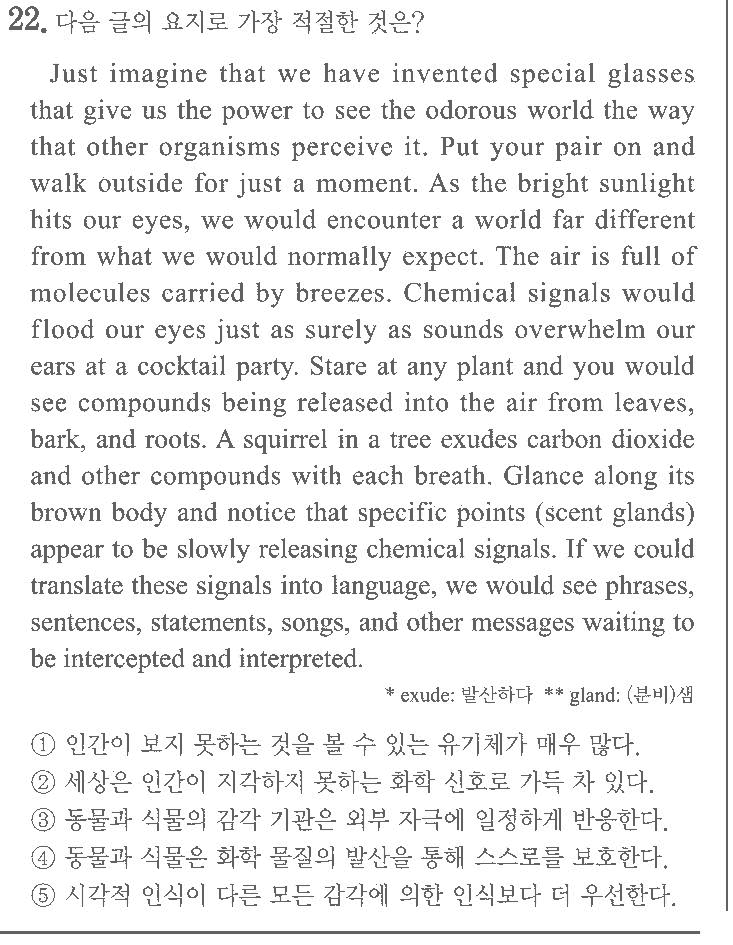 22. 다음 글의 요지로 가장 적절한 것은?
Just imagine that we have invented special glasses
that give us the power to see the odorous world the way
that other organisms perceive it. Put your pair on and
walk outside for just a moment. As the bright sunlight
hits our eyes, we would encounter a world far different
from what we would normally expect. The air is full of
molecules carried by breezes. Chemical signals would
flood our eyes just as surely as sounds overwhelm our
ears at a cocktail party. Stare at any plant and you would
see compounds being released into the air from leaves,
bark, and roots. A squirrel in a tree exudes carbon dioxide
and other compounds with each breath. Glance along its
brown body and notice that specific points (scent glands)
appear to be slowly releasing chemical signals. If we could
translate these signals into language, we would see phrases,
sentences, statements, songs, and other messages waiting to
be intercepted and interpreted.
* exude: 발산하다 ** gland: (분비)샘
① 인간이 보지 못하는 것을 볼 수 있는 유기체가 매우 많다.
② 세상은 인간이 지각하지 못하는 화학 신호로 가득 차 있다.
③ 동물과 식물의 감각 기관은 외부 자극에 일정하게 반응한다.
④ 동물과 식물은 화학 물질의 발산을 통해 스스로를 보호한다.
⑤ 시각적 인식이 다른 모든 감각에 의한 인식보다 더 우선한다.